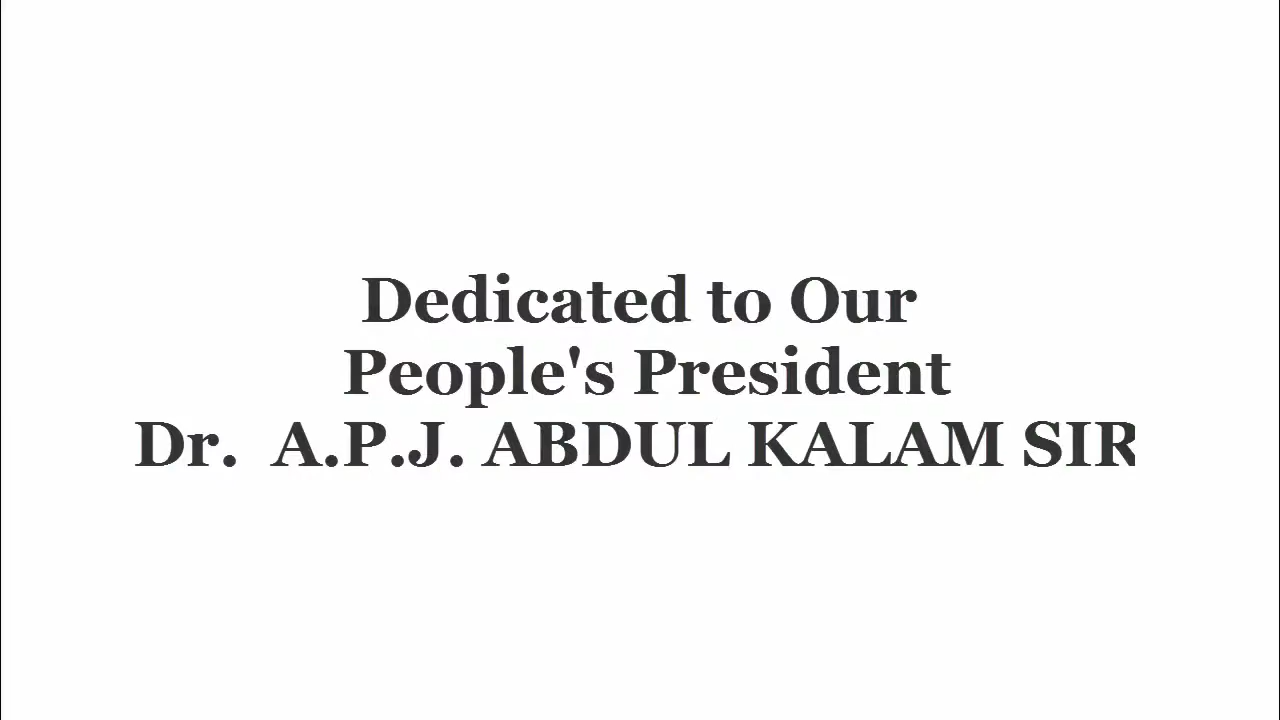 Dedicated to Our
People's President
Dr. A.P.J. ABDUL KALAM SIR